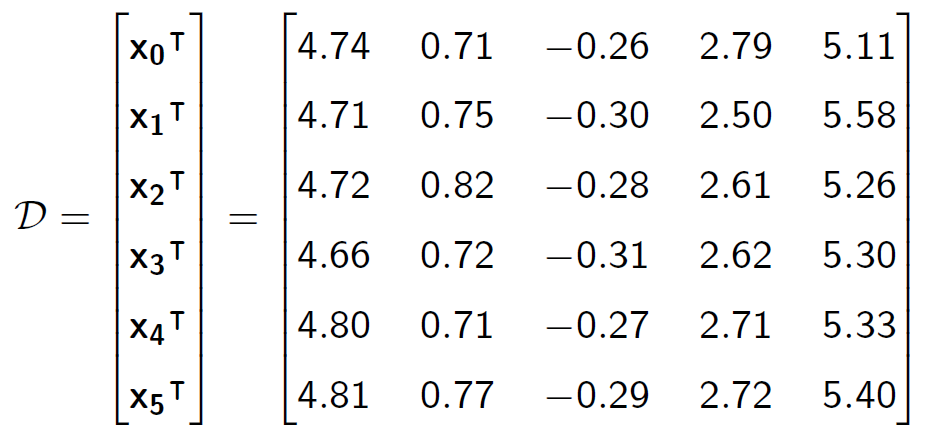 x₀ᵀ 4.74 0.71 −0.26 2.79 5.11
x₁ᵀ 4.71 0.75 −0.30 2.50 5.58
x₂ᵀ 4.72 0.82 −0.28 2.61 5.26
𝒟 = =
x₃ᵀ 4.66 0.72 −0.31 2.62 5.30
x₄ᵀ 4.80 0.71 −0.27 2.71 5.33
x₅ᵀ 4.81 0.77 −0.29 2.72 5.40